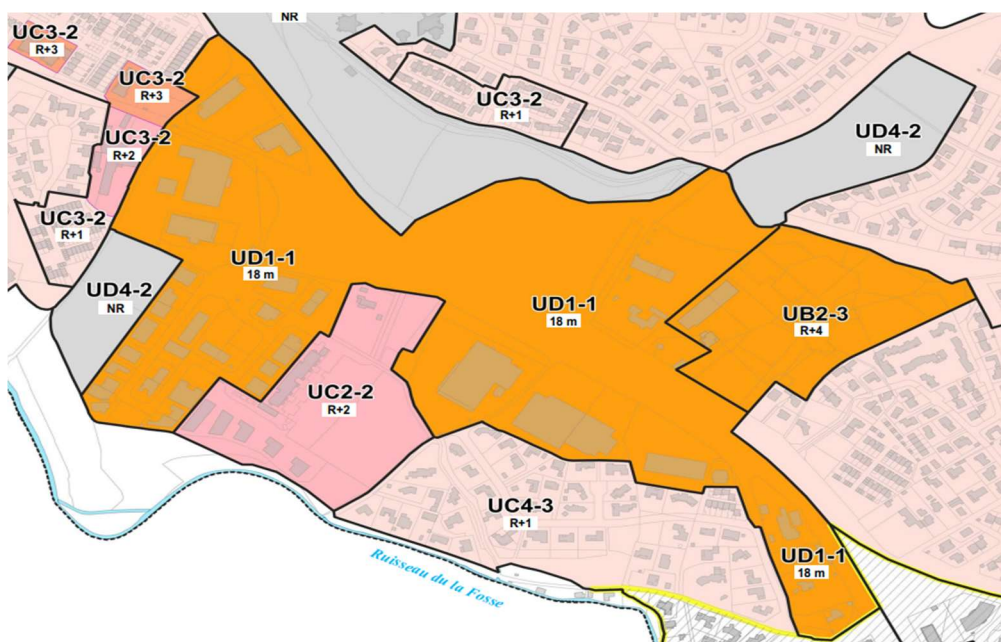 NR
UC3-2
R+3
UC3-2
R+3
UC3-2
R+1
UD4-2
NR
UC3-2
R+2
UC3-2
R+1
UD1-1
18 m
UD4-2
NR
UD1-1
18 m
UB2-3
R+4
UC2-2
R+2
UC4-3
R+1
UD1-1
18 m
Ruisseau du la Fosse